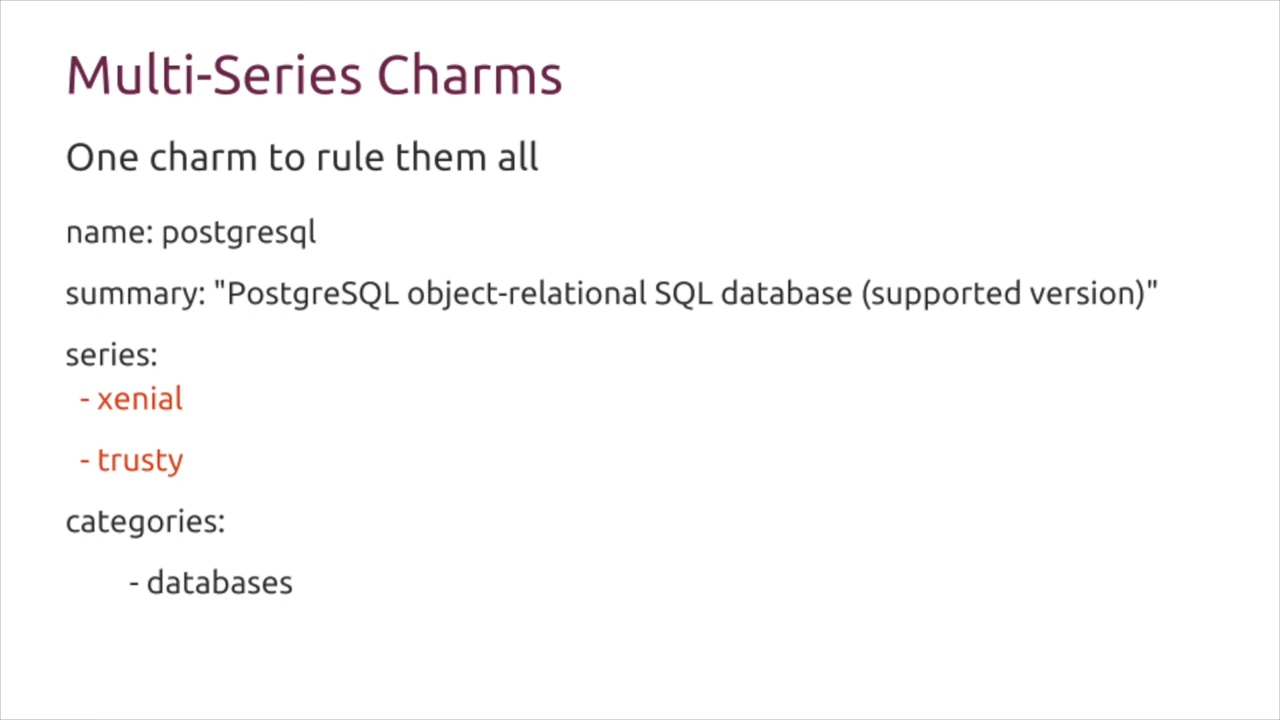 Multi-Series Charms
One charm to rule them all
name: postgresql
summary: "PostgreSQL object-relational SQL database (supported version)"
series:
- xenial
- trusty
categories:
- databases